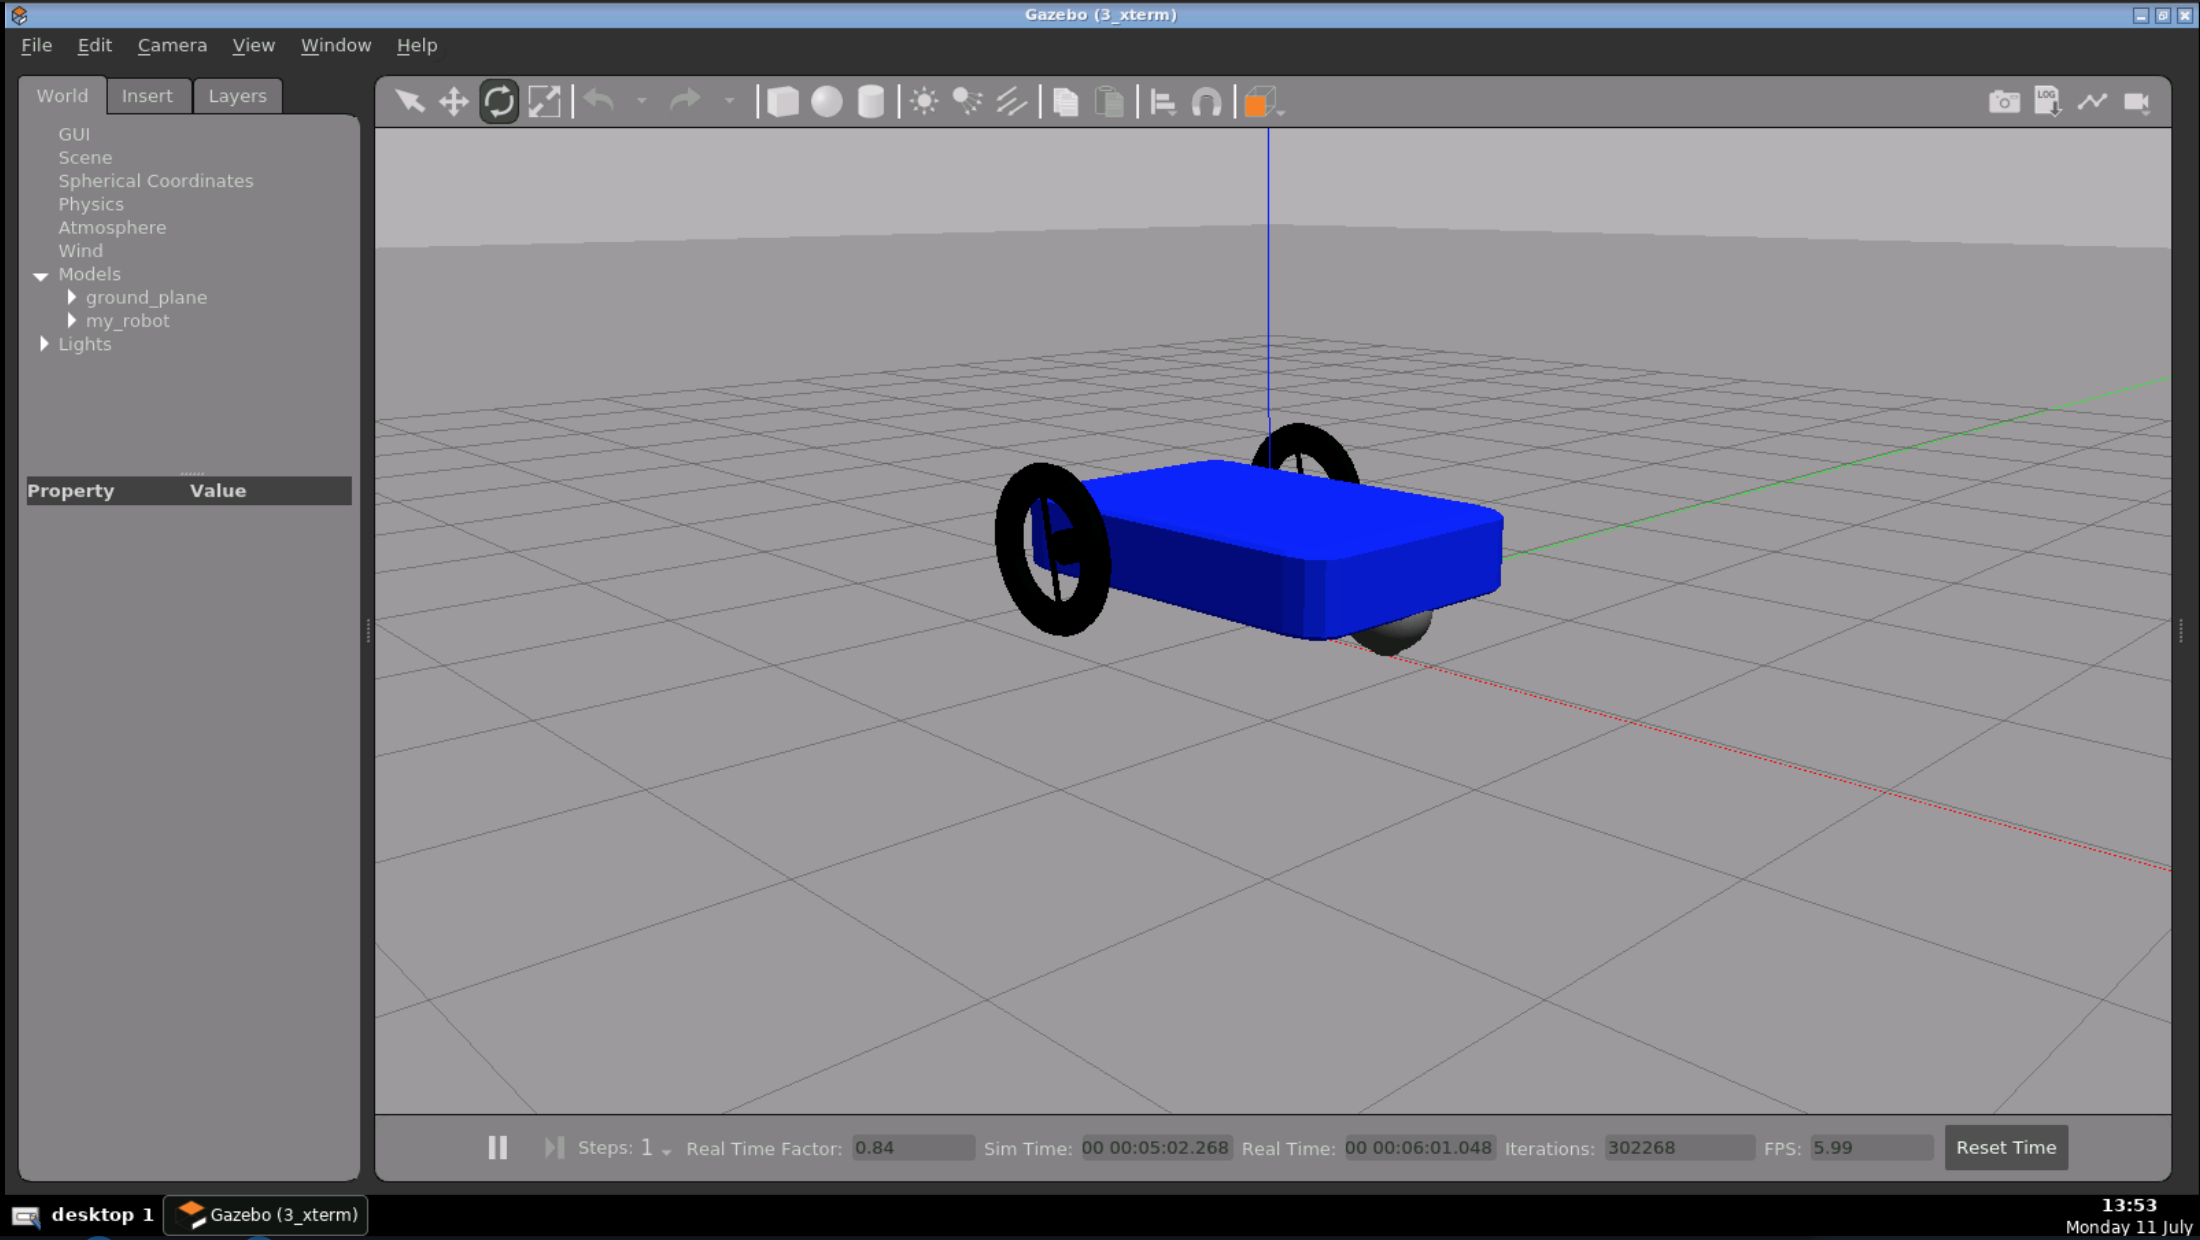 Gazebo (3_xterm)
File Edit Camera View Window Help
World Insert Layers
LOG
GUI
Scene
Spherical Coordinates
Physics
Atmosphere
Wind
Models
ground_plane
my_robot
Lights
Property Value
Steps: 1 Real Time Factor: 0.84 Sim Time: 00 00:05:02.268 Real Time: 00 00:06:01.048 Iterations: 302268 FPS: 5.99 Reset Time
desktop 1 Gazebo (3_xterm)
13:53
Monday 11 July